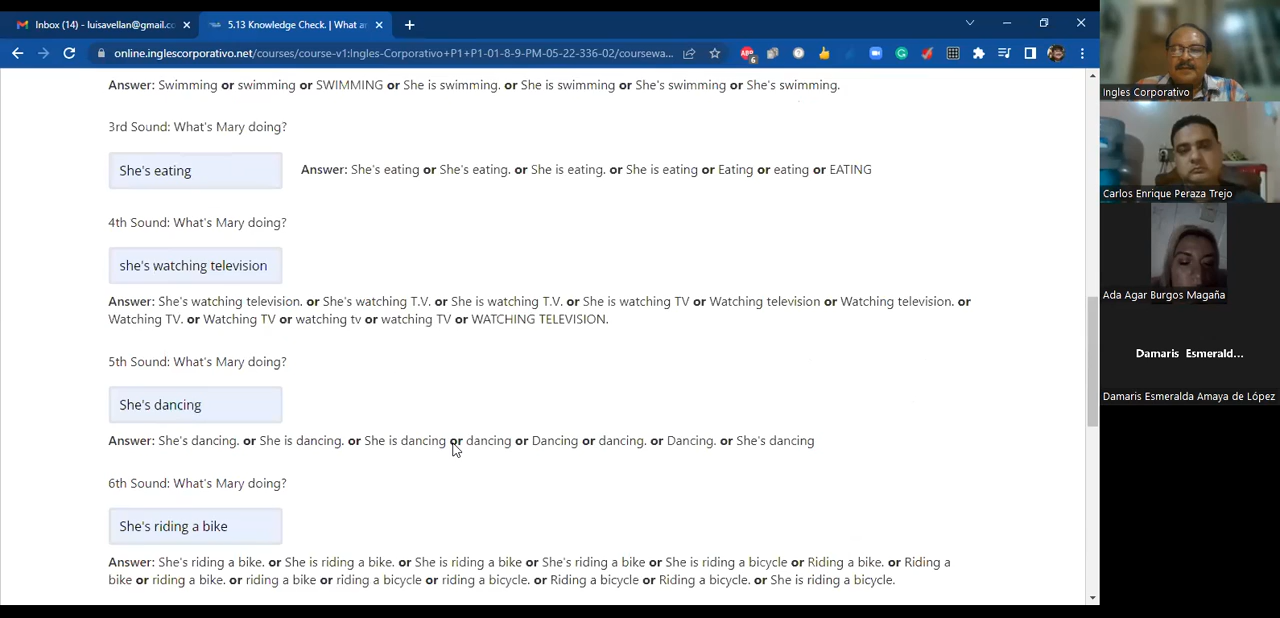 Inbox (14) - luisavellan@gmail.co
5.13 Knowledge Check. | What ar
online.inglescorporativo.net/courses/course-v1:Ingles-Corporativo+P1+P1-01-8-9-PM-05-22-336-02/coursewa...
6
Answer: Swimming or swimming or SWIMMING or She is swimming. or She is swimming or She's swimming or She's swimming.
3rd Sound: What's Mary doing?
She's eating
Answer: She's eating or She's eating. or She is eating. or She is eating or Eating or eating or EATING
4th Sound: What's Mary doing?
she's watching television
Answer: She's watching television. or She's watching T.V. or She is watching T.V. or She is watching TV or Watching television or Watching television. or
Watching TV. or Watching TV or watching tv or watching TV or WATCHING TELEVISION.
5th Sound: What's Mary doing?
She's dancing
Answer: She's dancing. or She is dancing. or She is dancing or dancing or Dancing or dancing. or Dancing. or She's dancing
6th Sound: What's Mary doing?
She's riding a bike
Answer: She's riding a bike. or She is riding a bike. or She is riding a bike or She's riding a bike or She is riding a bicycle or Riding a bike. or Riding a
bike or riding a bike. or riding a bike or riding a bicycle or riding a bicycle. or Riding a bicycle or Riding a bicycle. or She is riding a bicycle.
Ingles Corporativo
Carlos Enrique Peraza Trejo
Ada Agar Burgos Magaña
Damaris Esmerald...
Damaris Esmeralda Amaya de López